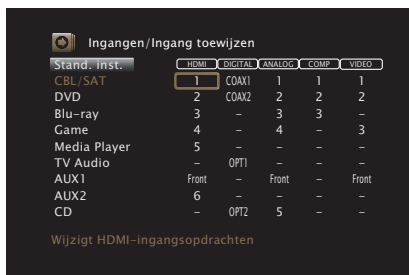 Ingangen/Ingang toewijzen
Stand. inst. HDMI DIGITAL ANALOG COMP VIDEO
CBL/SAT 1 COAX1 1 1 1
DVD 2 COAX2 2 2 2
Blu-ray 3 – 3 3 –
Game 4 – 4 – 3
Media Player 5 – – – –
TV Audio – OPT1 – – –
AUX1 Front – Front – Front
AUX2 6 – – – –
CD – OPT2 5 – –
Wijzigt HDMI-ingangsopdrachten